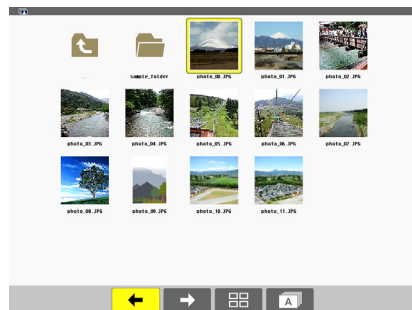 ..
sample_folder
photo_00.JPG
photo_01.JPG
photo_02.JPG
photo_03.JPG
photo_04.JPG
photo_05.JPG
photo_06.JPG
photo_07.JPG
photo_08.JPG
photo_09.JPG
photo_10.JPG
photo_11.JPG
A